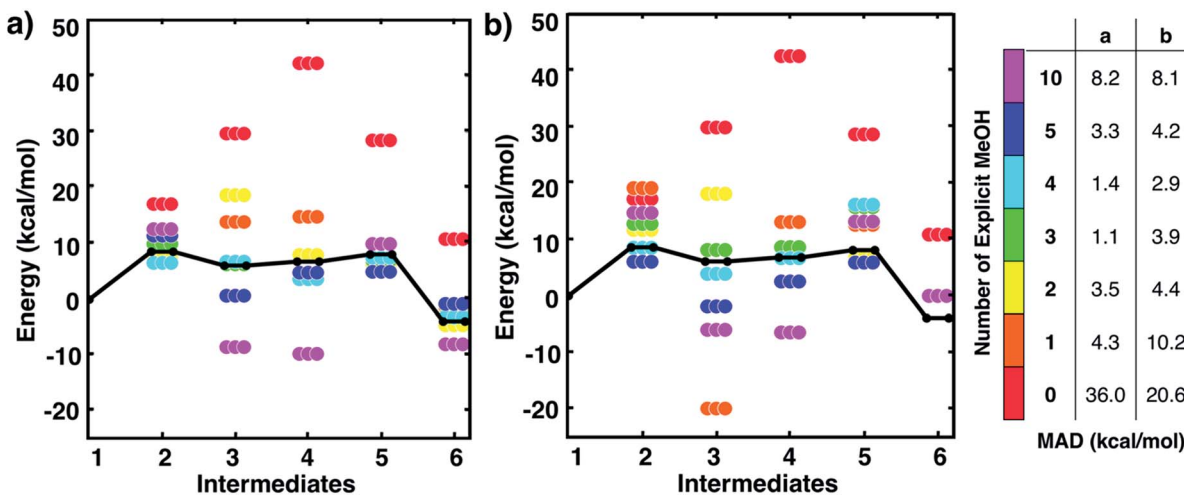 a)
50
40
30
20
10
0
-10
-20
Energy (kcal/mol)
1 2 3 4 5 6
Intermediates
b)
50
40
30
20
10
0
-10
-20
Energy (kcal/mol)
1 2 3 4 5 6
Intermediates
Number of Explicit MeOH
a b
10 8.2 8.1
5 3.3 4.2
4 1.4 2.9
3 1.1 3.9
2 3.5 4.4
1 4.3 10.2
0 36.0 20.6
MAD (kcal/mol)